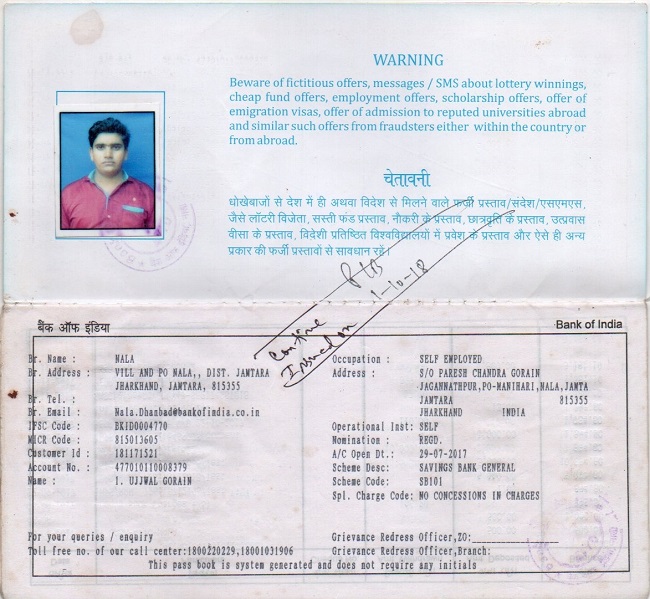 WARNING
Beware of fictitious offers, messages / SMS about lottery winnings,
cheap fund offers, employment offers, scholarship offers, offer of
emigration visas, offer of admission to reputed universities abroad
and similar such offers from fraudsters either within the country or
from abroad.
चेतावनी
धोखेबाजों से देश में ही अथवा विदेश से मिलने वाले फर्जी प्रस्ताव/संदेश/एसएमएस,
जैसे लॉटरी विजेता, सस्ती फंड प्रस्ताव, नौकरी के प्रस्ताव, छात्रवृति के प्रस्ताव, उत्प्रवास
वीसा के प्रस्ताव, विदेशी प्रतिष्ठित विश्वविद्यालयों में प्रवेश के प्रस्ताव और ऐसे ही अन्य
प्रकार की फर्जी प्रस्तावों से सावधान रहें।
1-10-18
Issued on
बैंक ऑफ इंडिया Bank of India
Br. Name : NALA Occupation : SELF EMPLOYED
Br. Address : VILL AND PO NALA,, DIST. JAMTARA Address : S/O PARESH CHANDRA GORAIN
JHARKHAND, JAMTARA, 815355 JAGANNATHPUR,PO-MANIHARI,NALA,JAMTA
Br. Tel. : JAMTARA 815355
Br. Email : Nala.Dhanbad@bankofindia.co.in JHARKHAND INDIA
IFSC Code : BKID0004770 Operational Inst: SELF
MICR Code : 815013605 Nomination : REGD.
Customer Id : 181171521 A/C Open Dt.: 29-07-2017
Account No. : 477010110008379 Scheme Desc: SAVINGS BANK GENERAL
Name : 1. UJJWAL GORAIN Scheme Code: SB101
Spl. Charge Code: NO CONCESSIONS IN CHARGES
For your queries / enquiry Grievance Redress Officer,ZO:
Toll free no. of our call center:1800220229,18001031906 Grievance Redress Officer,Branch:
This pass book is system generated and does not require any initials